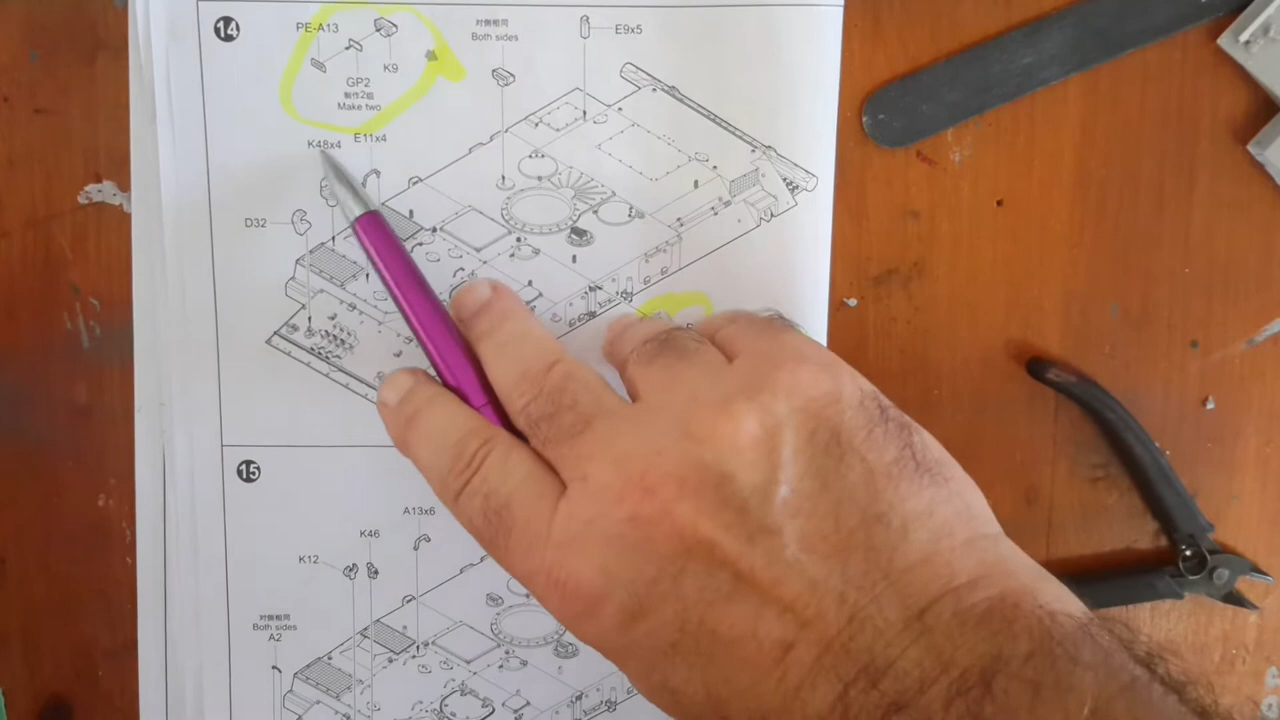 14
PE-A13
K9
GP2
制作2组
Make two
对侧相同
Both sides
E9x5
K48x4
E11x4
D32
15
A13x6
K46
K12
对侧相同
Both sides
A2